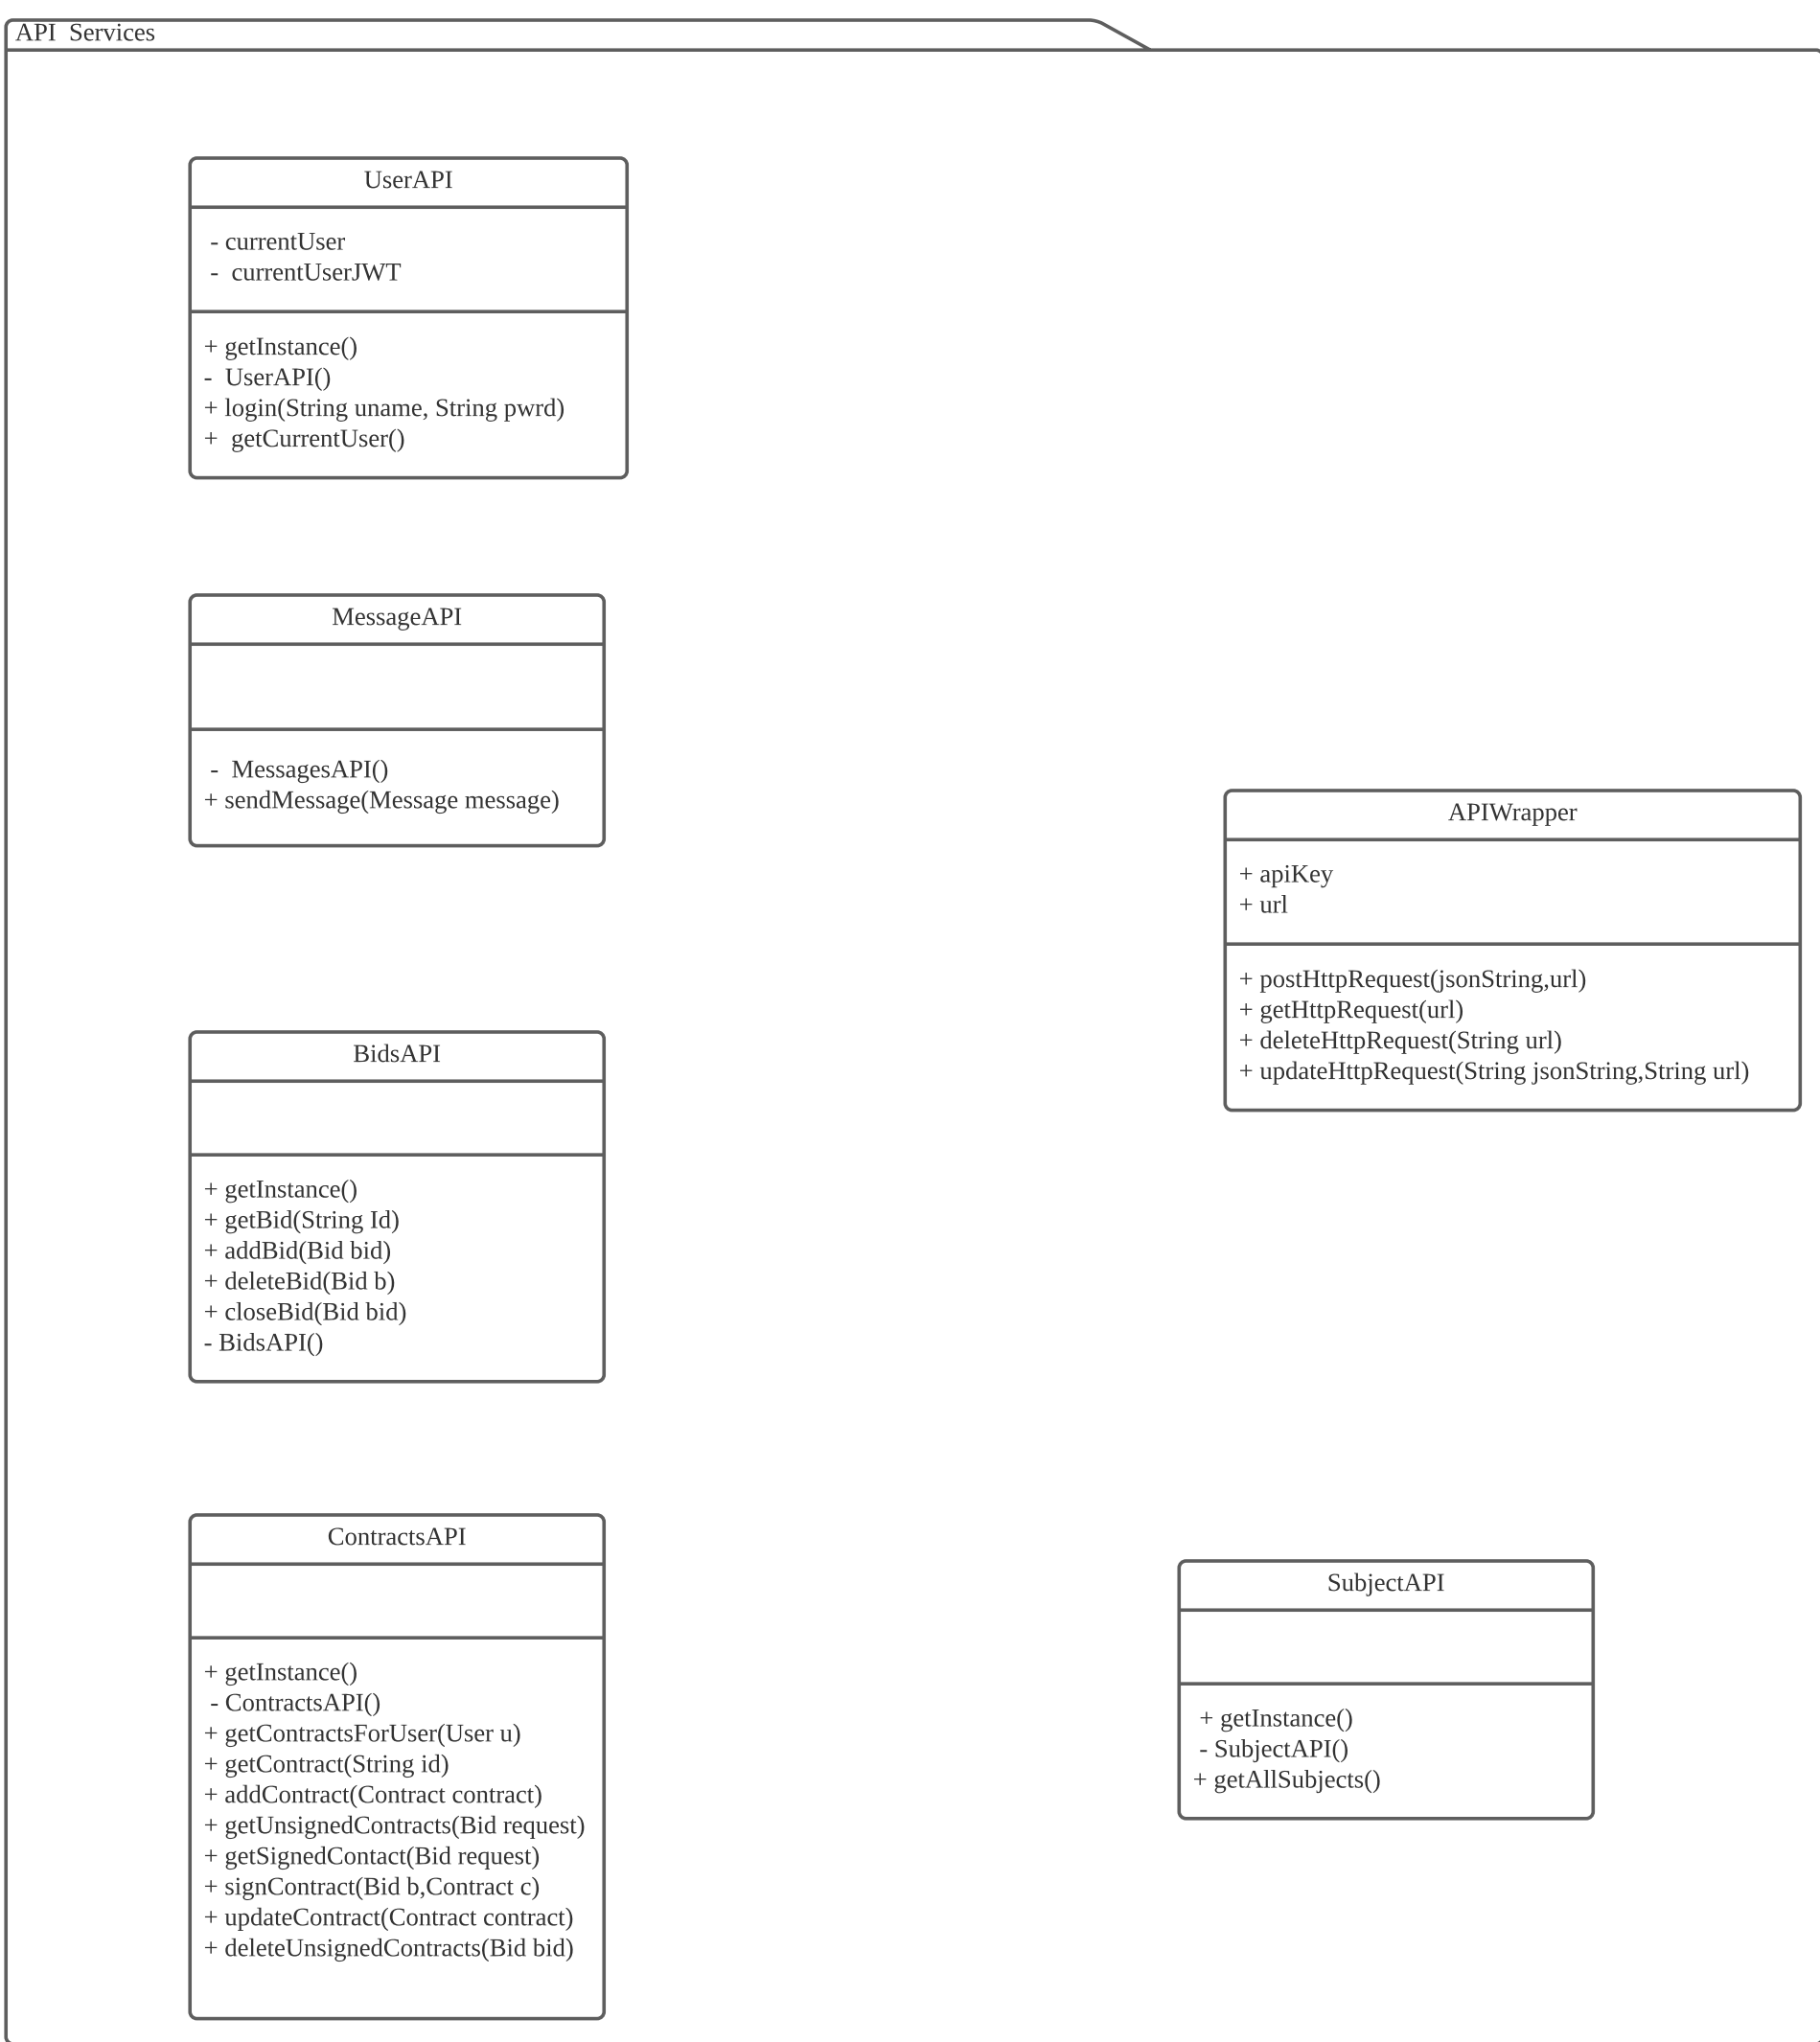 API  Services
UserAPI
- currentUser
-  currentUserJWT
+ getInstance()
-  UserAPI()
+ login(String uname, String pwrd)
+  getCurrentUser()
MessageAPI
-  MessagesAPI()
+ sendMessage(Message message)
APIWrapper
+ apiKey
+ url
+ postHttpRequest(jsonString,url)
+ getHttpRequest(url)
+ deleteHttpRequest(String url)
+ updateHttpRequest(String jsonString,String url)
BidsAPI
+ getInstance()
+ getBid(String Id)
+ addBid(Bid bid)
+ deleteBid(Bid b)
+ closeBid(Bid bid)
- BidsAPI()
ContractsAPI
+ getInstance()
- ContractsAPI()
+ getContractsForUser(User u)
+ getContract(String id)
+ addContract(Contract contract)
+ getUnsignedContracts(Bid request)
+ getSignedContact(Bid request)
+ signContract(Bid b,Contract c)
+ updateContract(Contract contract)
+ deleteUnsignedContracts(Bid bid)
SubjectAPI
+ getInstance()
- SubjectAPI()
+ getAllSubjects()